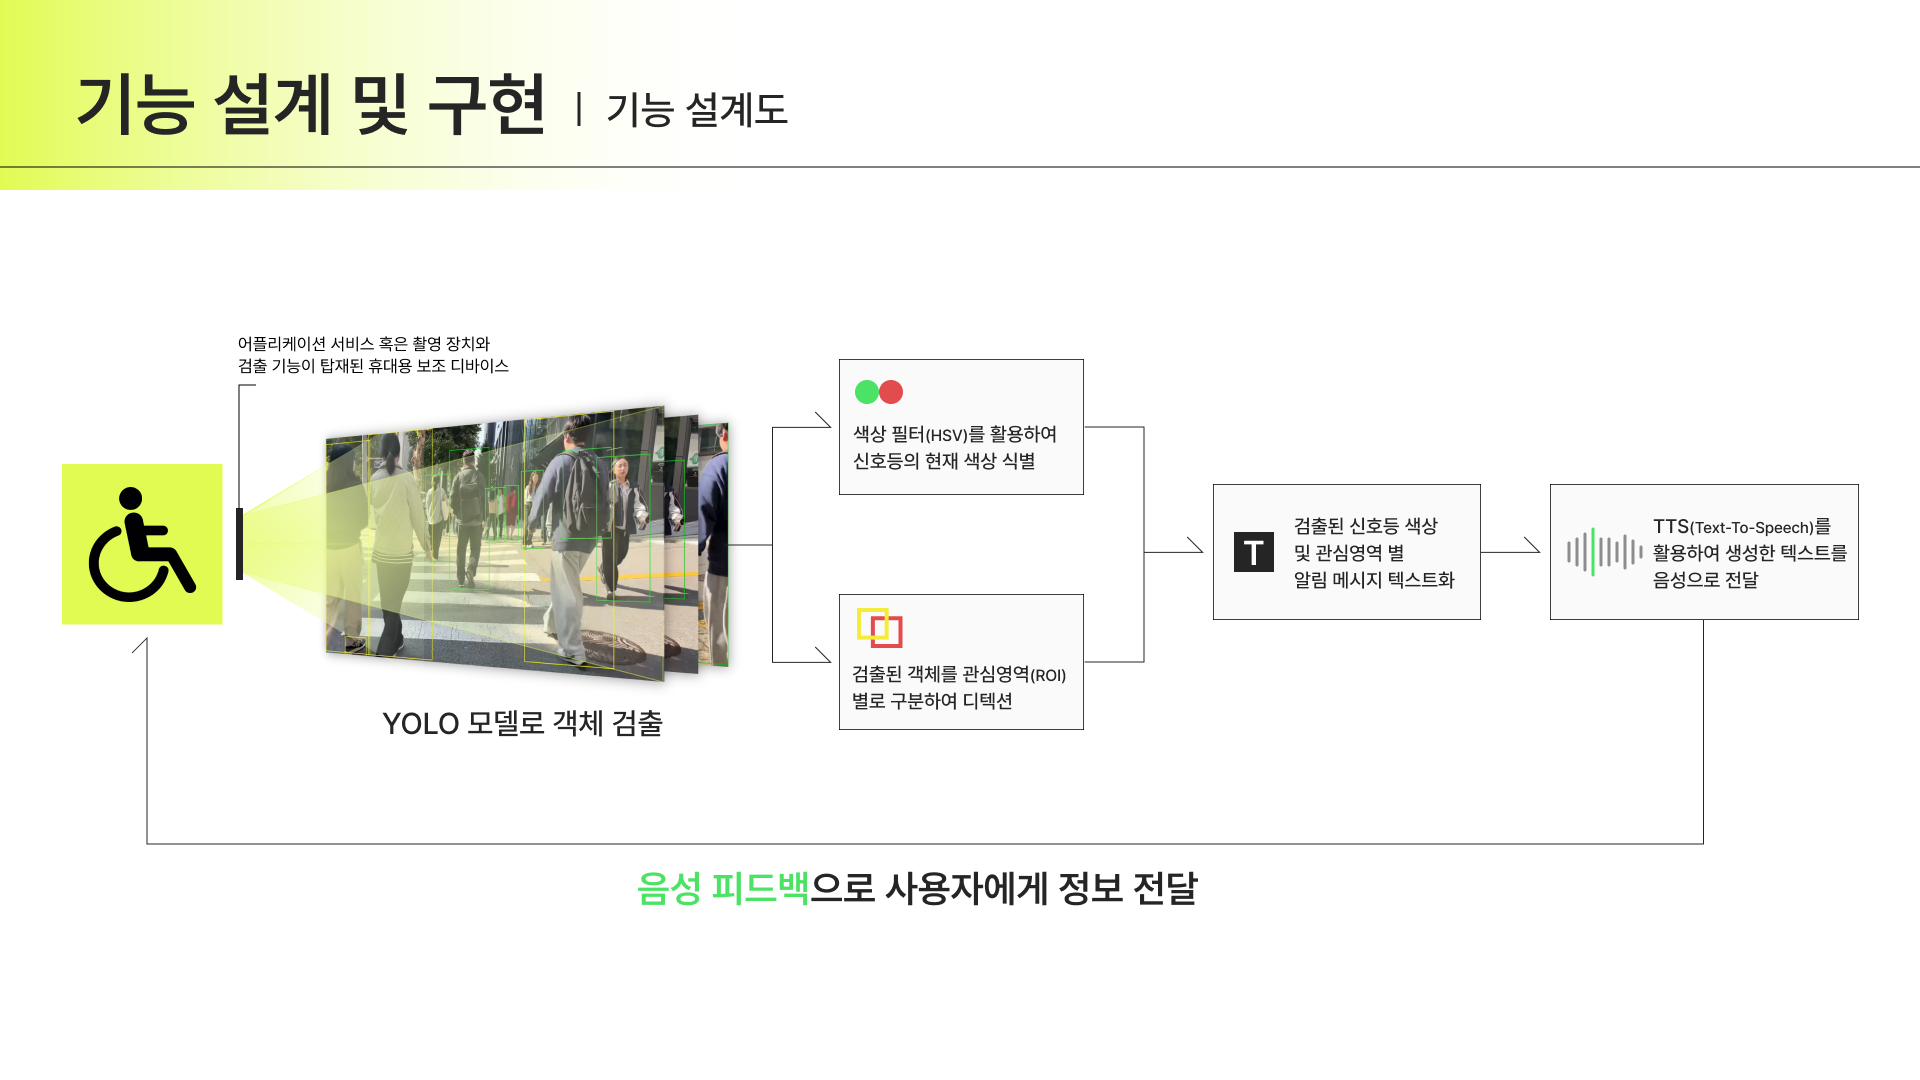 기능 설계 및 구현 | 기능 설계도
어플리케이션 서비스 혹은 촬영 장치와
검출 기능이 탑재된 휴대용 보조 디바이스
YOLO 모델로 객체 검출
색상 필터(HSV)를 활용하여
신호등의 현재 색상 식별
검출된 객체를 관심영역(ROI)
별로 구분하여 디텍션
T
검출된 신호등 색상
및 관심영역 별
알림 메시지 텍스트화
TTS(Text-To-Speech)를
활용하여 생성한 텍스트를
음성으로 전달
음성 피드백으로 사용자에게 정보 전달